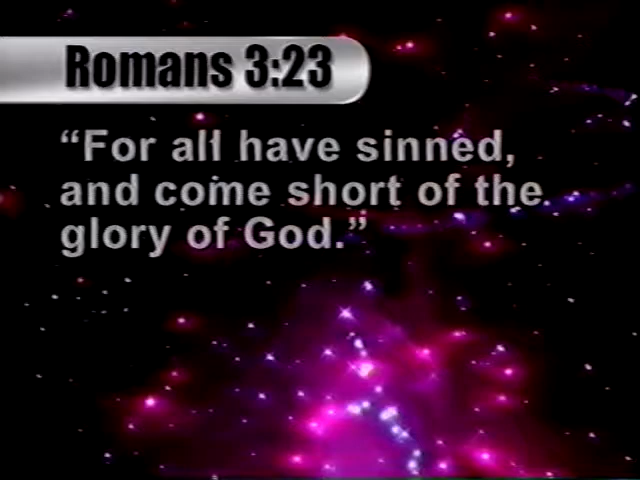 Romans 3:23
“For all have sinned,
and come short of the
glory of God.”